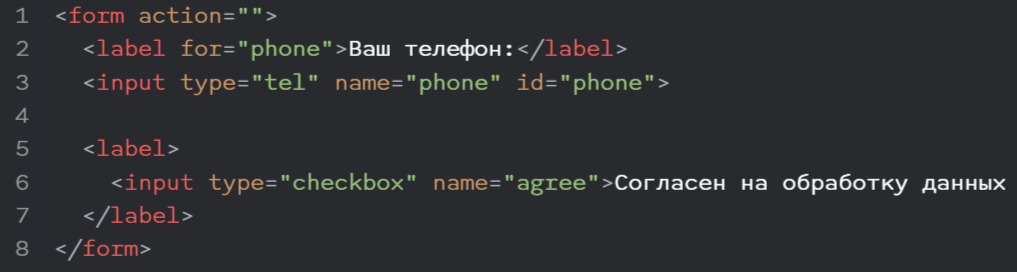 1 <form action="">
2   <label for="phone">Ваш телефон:</label>
3   <input type="tel" name="phone" id="phone">
4
5   <label>
6     <input type="checkbox" name="agree">Согласен на обработку данных
7   </label>
8 </form>